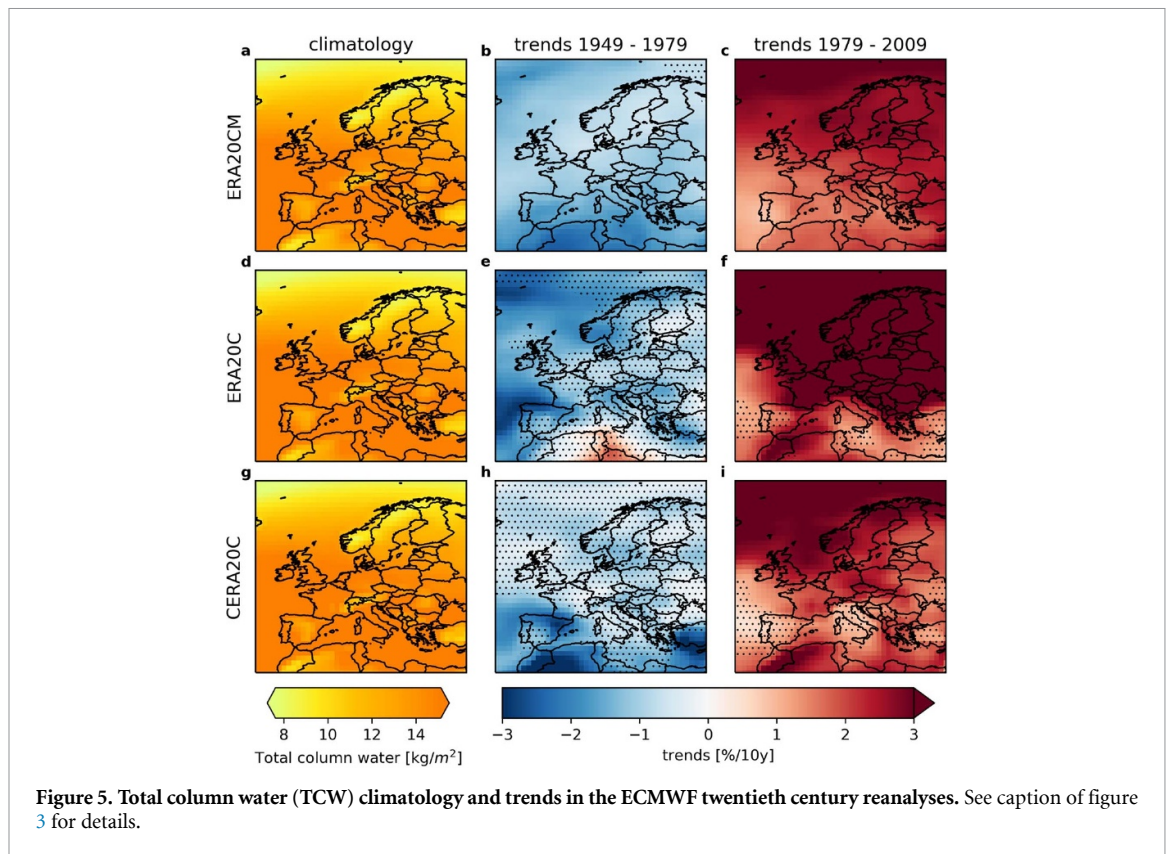 climatology
trends 1949 - 1979
trends 1979 - 2009
a
b
c
ERA20CM
d
e
f
ERA20C
g
h
i
CERA20C
8 10 12 14
Total column water [kg/m²]
−3 −2 −1 0 1 2 3
trends [%/10y]
Figure 5. Total column water (TCW) climatology and trends in the ECMWF twentieth century reanalyses. See caption of figure
3 for details.